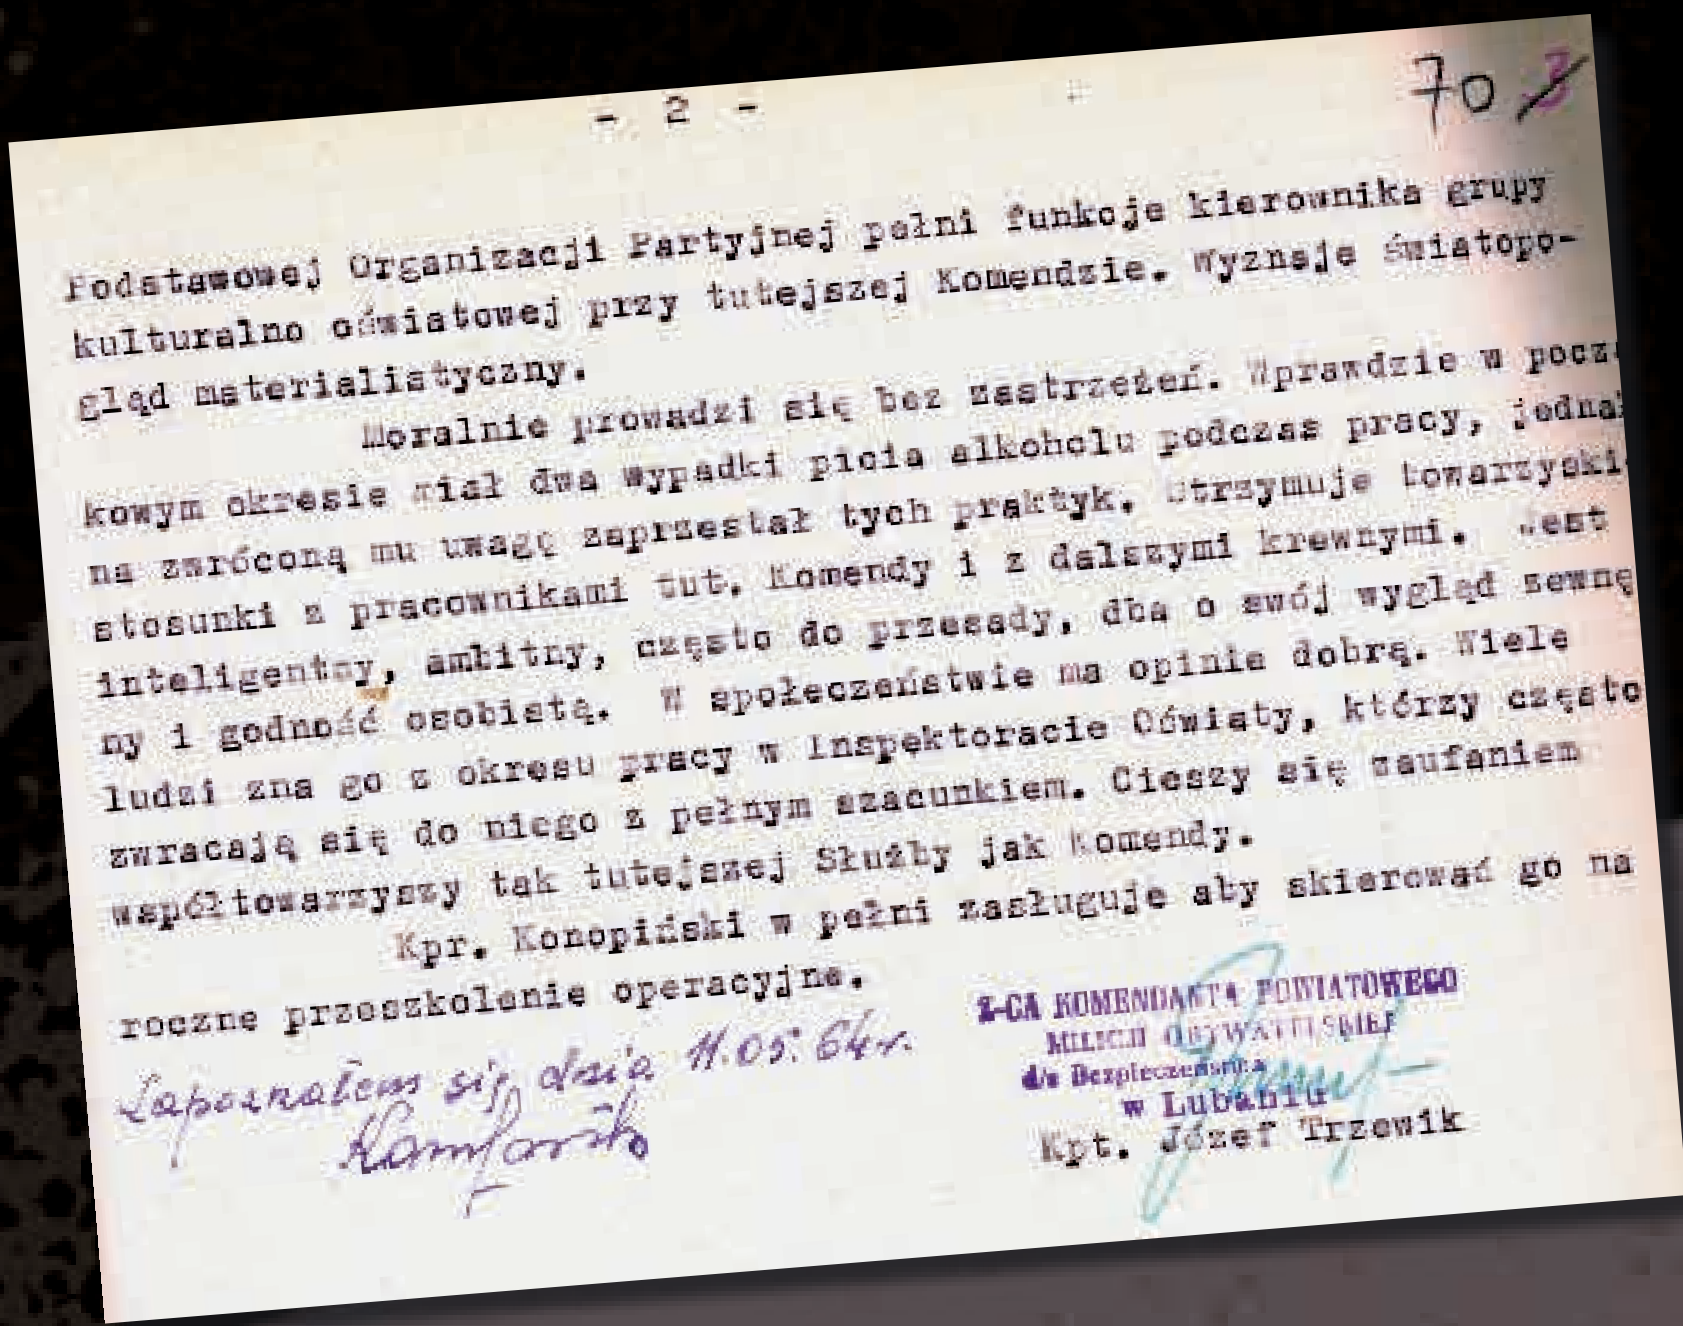 - 2 -
70 3
Podstawowej Organizacji Partyjnej pełni funkcje kierownika grupy
kulturalno oświatowej przy tutejszej Komendzie. Wyznaje światopo-
gląd materialistyczny.
Moralnie prowadzi się bez zastrzeżeń. Wprawdzie w począ
kowym okresie miał dwa wypadki picia alkoholu podczas pracy, jednak
na zwróconą mu uwagę zaprzestał tych praktyk. Utrzymuje towarzyskie
stosunki z pracownikami tut. Komendy i z dalszymi krewnymi. Jest
inteligentny, ambitny, często do przesady, dba o swój wygląd zewnę
ny i godność osobistą. W społeczeństwie ma opinie dobrą. Wiele
ludzi zna go z okresu pracy w Inspektoracie Oświaty, którzy często
zwracają się do niego z pełnym szacunkiem. Cieszy się zaufaniem
współtowarzyszy tak tutejszej Służby jak Komendy.
Kpr. Konopiński w pełni zasługuje aby skierować go na
roczne przeszkolenie operacyjne.
Zapoznałem się dnia 11.05.64r.
Z-CA KOMENDANTA POWIATOWEGO
MILICJI OBYWATELSKIEJ
d/s Bezpieczeństwa
w Lubaniu
Kpt. Józef Trzewik